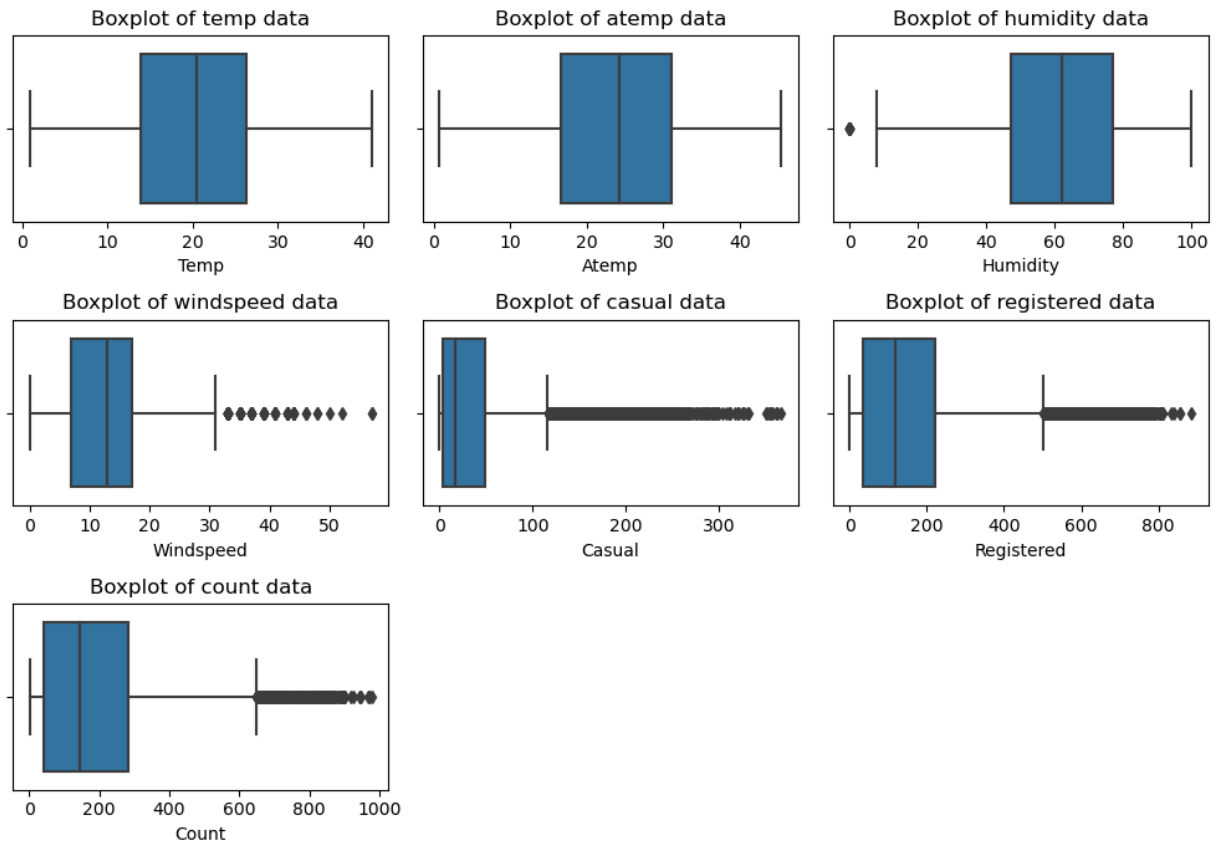 Boxplot of temp data
Boxplot of atemp data
Boxplot of humidity data
0 10 20 30 40
0 10 20 30 40
0 20 40 60 80 100
Temp
Atemp
Humidity
Boxplot of windspeed data
Boxplot of casual data
Boxplot of registered data
0 10 20 30 40 50
0 100 200 300
0 200 400 600 800
Windspeed
Casual
Registered
Boxplot of count data
0 200 400 600 800 1000
Count